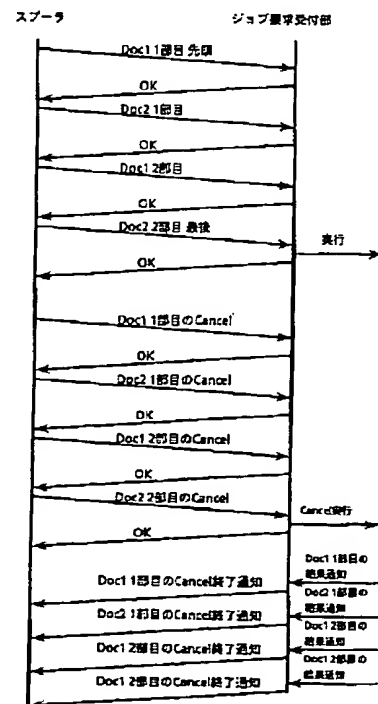 スプーラ
ジョブ要求受付部
Doc1 1部目 先頭
OK
Doc2 1部目
OK
Doc1 2部目
OK
Doc2 2部目 最後
実行
OK
Doc1 1部目のCancel
OK
Doc2 1部目のCancel
OK
Doc1 2部目のCancel
OK
Doc2 2部目のCancel
Cancel実行
OK
Doc1 1部目の
結果通知
Doc1 1部目のCancel終了通知
Doc2 1部目の
結果通知
Doc2 1部目のCancel終了通知
Doc1 2部目の
結果通知
Doc1 2部目のCancel終了通知
Doc1 2部目の
結果通知
Doc1 2部目のCancel終了通知